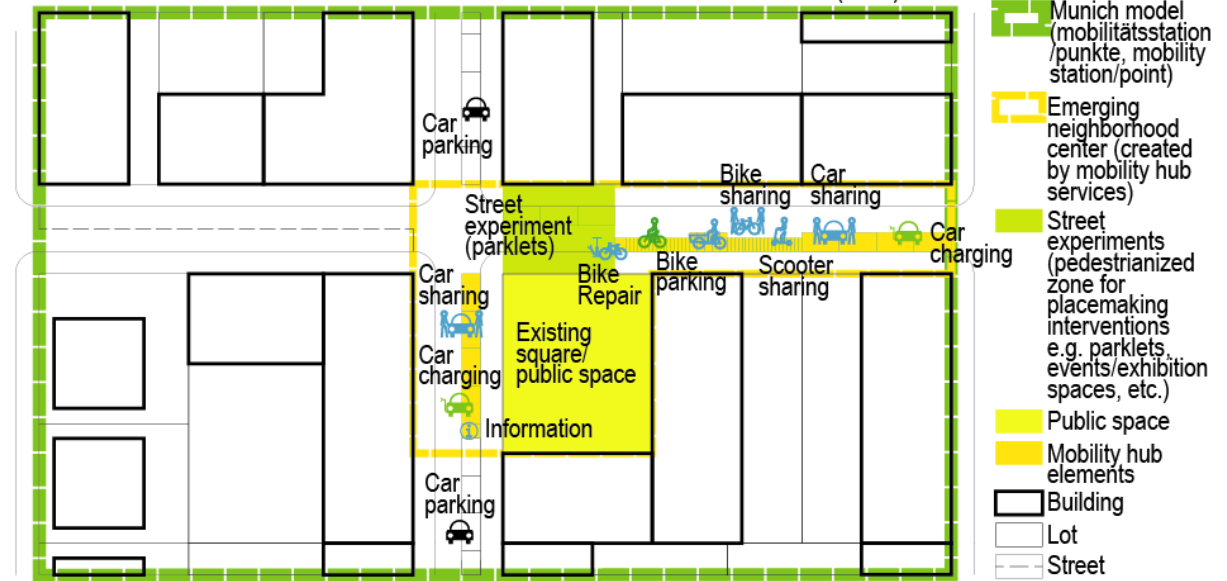 Car
parking
Street
experiment
(parklets)
Bike
sharing
Car
sharing
Car
charging
Bike
Repair
Bike
parking
Scooter
sharing
Car
sharing
Existing
square/
public space
Car
charging
Information
Car
parking
Munich model
(mobilitätsstation
/punkte, mobility
station/point)
Emerging
neighborhood
center (created
by mobility hub
services)
Street
experiments
(pedestrianized
zone for
placemaking
interventions
e.g. parklets,
events/exhibition
spaces, etc.)
Public space
Mobility hub
elements
Building
Lot
Street